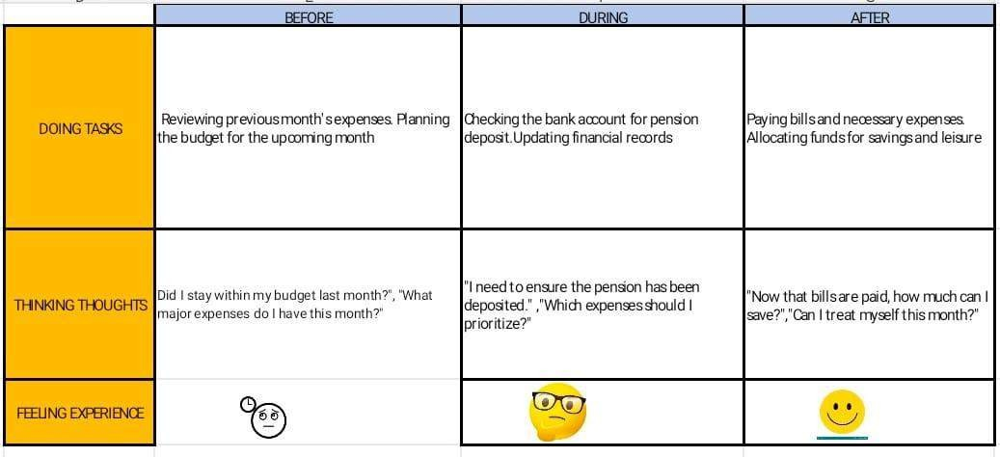 BEFORE
DURING
AFTER
DOING TASKS
Reviewing previous month's expenses. Planning
the budget for the upcoming month
Checking the bank account for pension
deposit.Updating financial records
Paying bills and necessary expenses.
Allocating funds for savings and leisure
THINKING THOUGHTS
Did I stay within my budget last month?", "What
major expenses do I have this month?"
"I need to ensure the pension has been
deposited." ,"Which expenses should I
prioritize?"
"Now that bills are paid, how much can I
save?","Can I treat myself this month?"
FEELING EXPERIENCE